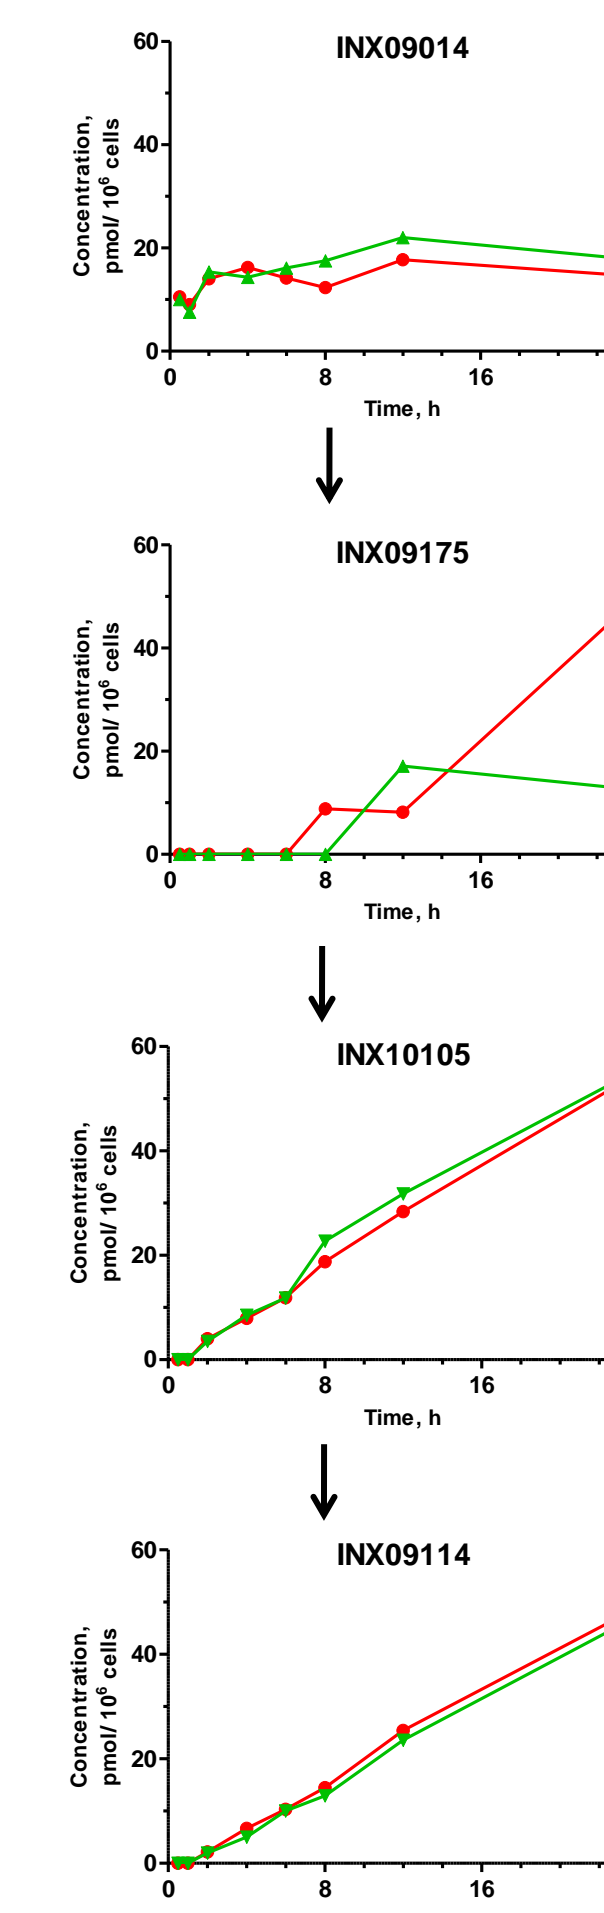 INX09014
60
40
20
0
Concentration,
pmol/ 10⁶ cells
0 8 16
Time, h
INX09175
60
40
20
0
Concentration,
pmol/ 10⁶ cells
0 8 16
Time, h
INX10105
60
40
20
0
Concentration,
pmol/ 10⁶ cells
0 8 16
Time, h
INX09114
60
40
20
0
Concentration,
pmol/ 10⁶ cells
0 8 16